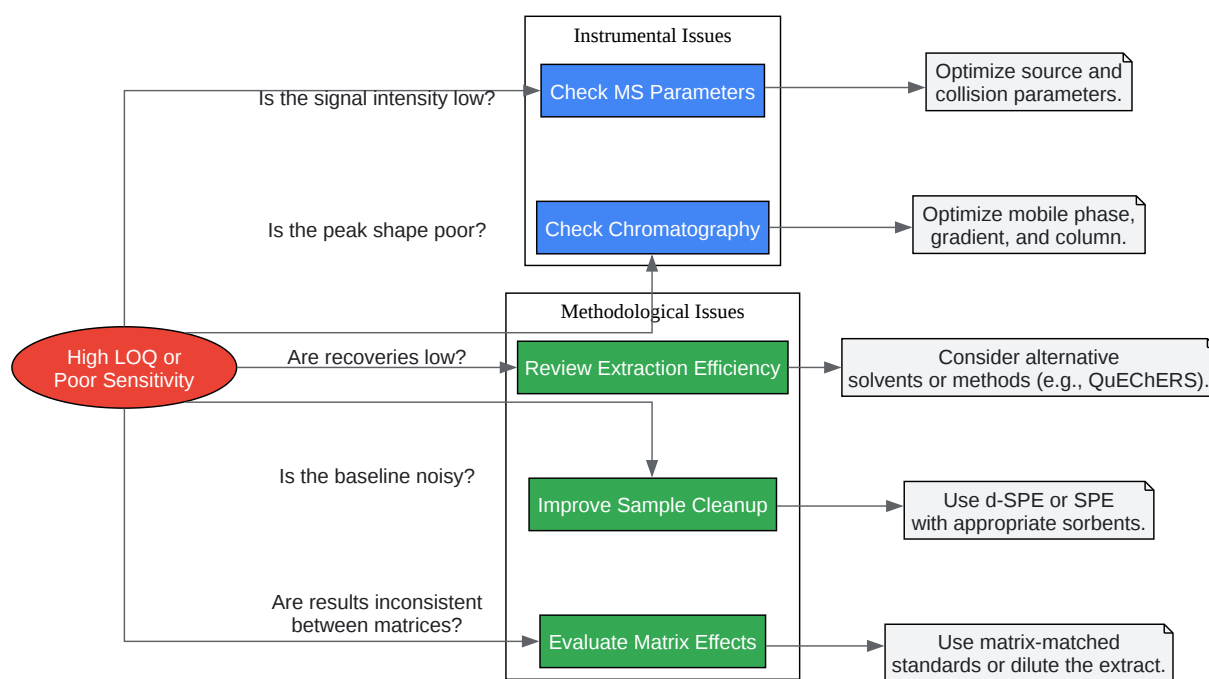 Instrumental Issues
Is the signal intensity low?
Check MS Parameters
Optimize source and
collision parameters.
Is the peak shape poor?
Check Chromatography
Optimize mobile phase,
gradient, and column.
Methodological Issues
High LOQ or
Poor Sensitivity
Are recoveries low?
Review Extraction Efficiency
Consider alternative
solvents or methods (e.g., QuEChERS).
Is the baseline noisy?
Improve Sample Cleanup
Use d-SPE or SPE
with appropriate sorbents.
Are results inconsistent
between matrices?
Evaluate Matrix Effects
Use matrix-matched
standards or dilute the extract.